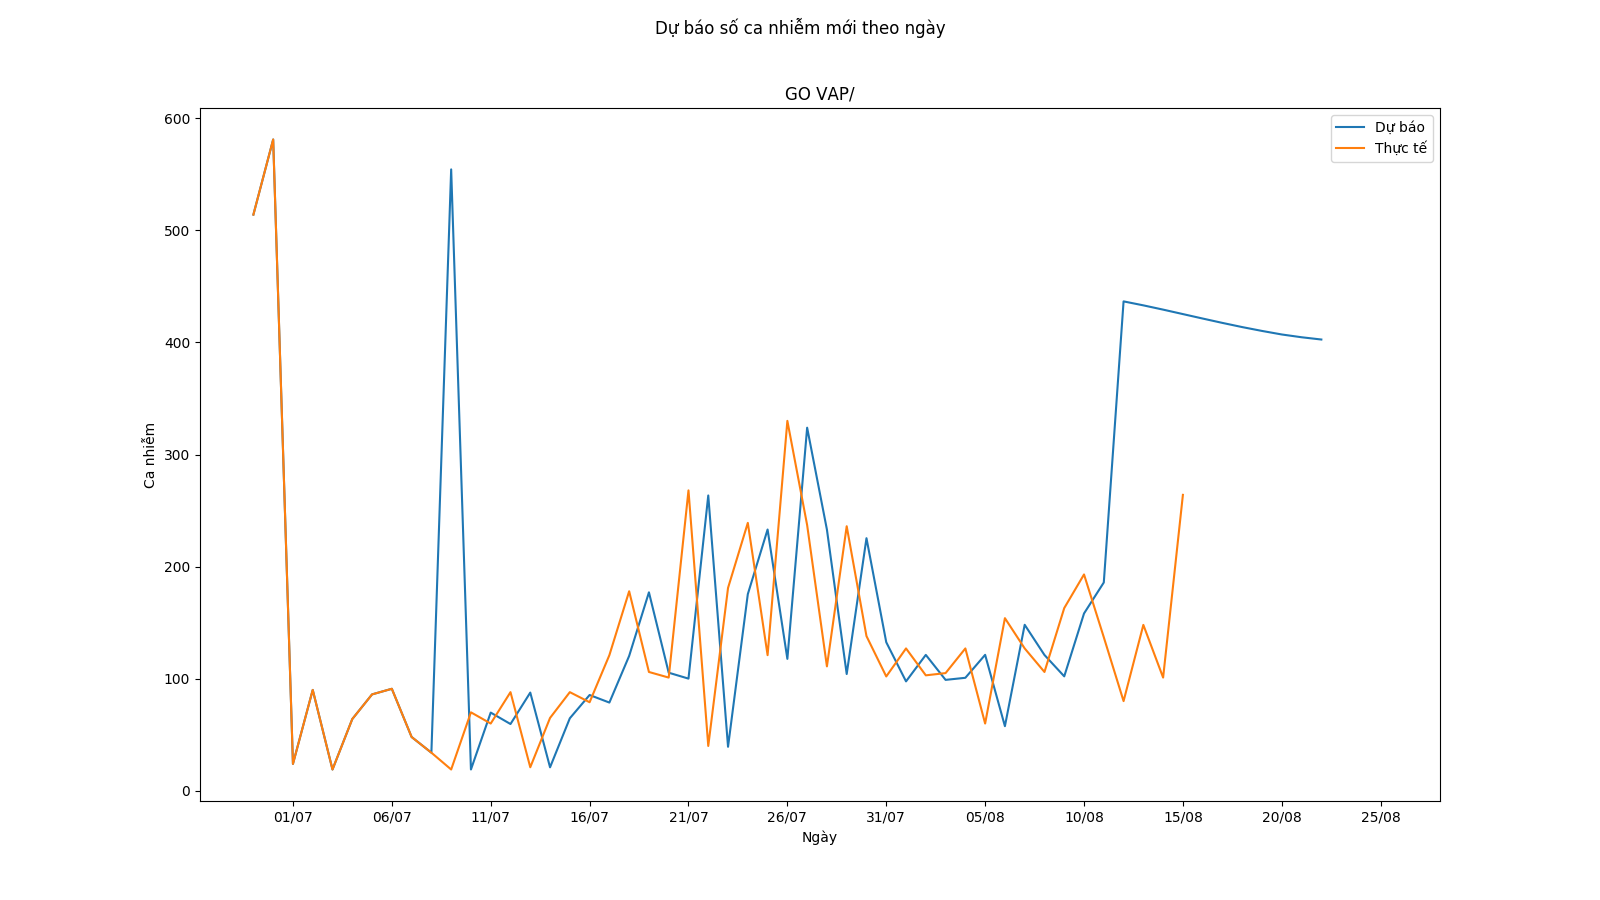 Dự báo số ca nhiễm mới theo ngày
GO VAP/
Dự báo
Thực tế
600
500
400
300
200
100
0
Ca nhiễm
01/07 06/07 11/07 16/07 21/07 26/07 31/07 05/08 10/08 15/08 20/08 25/08
Ngày